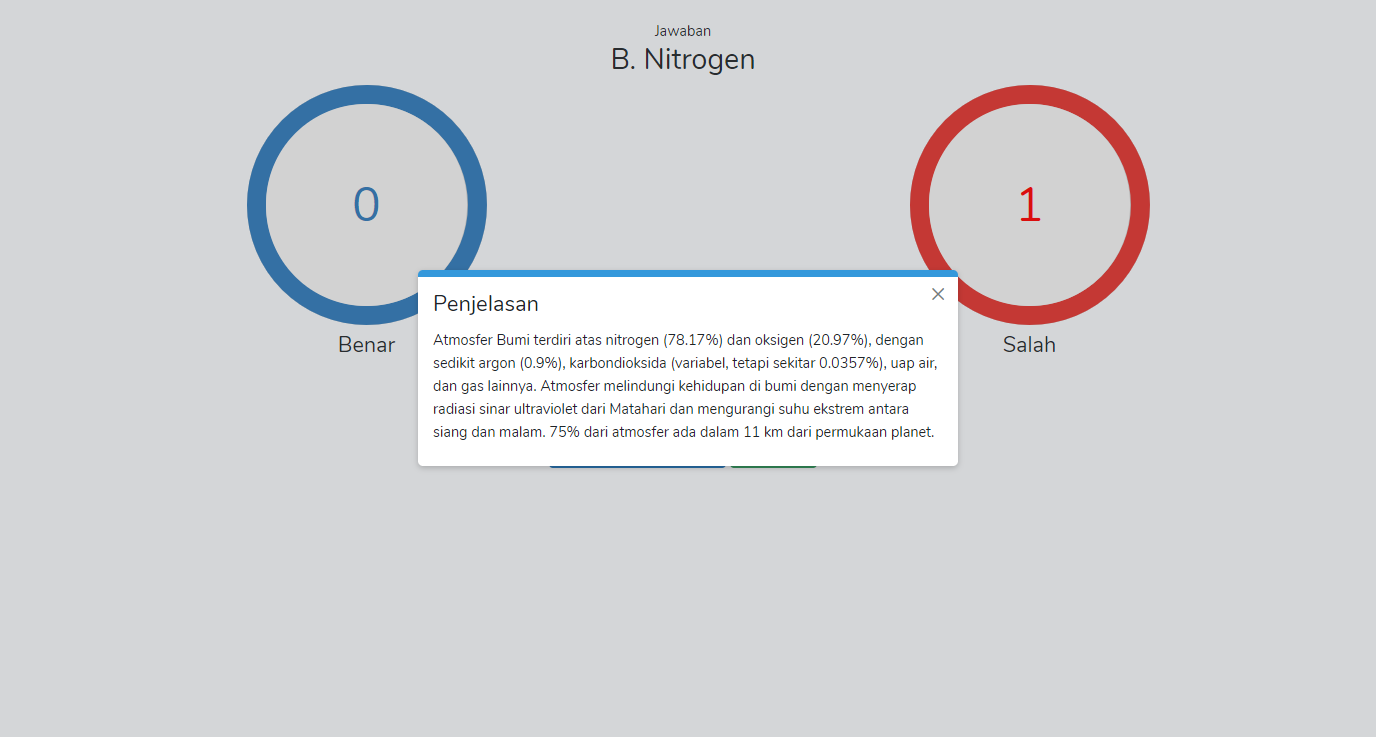 Jawaban
B. Nitrogen
0
1
Penjelasan
Atmosfer Bumi terdiri atas nitrogen (78.17%) dan oksigen (20.97%), dengan
sedikit argon (0.9%), karbondioksida (variabel, tetapi sekitar 0.0357%), uap air,
dan gas lainnya. Atmosfer melindungi kehidupan di bumi dengan menyerap
radiasi sinar ultraviolet dari Matahari dan mengurangi suhu ekstrem antara
siang dan malam. 75% dari atmosfer ada dalam 11 km dari permukaan planet.
Benar
Salah